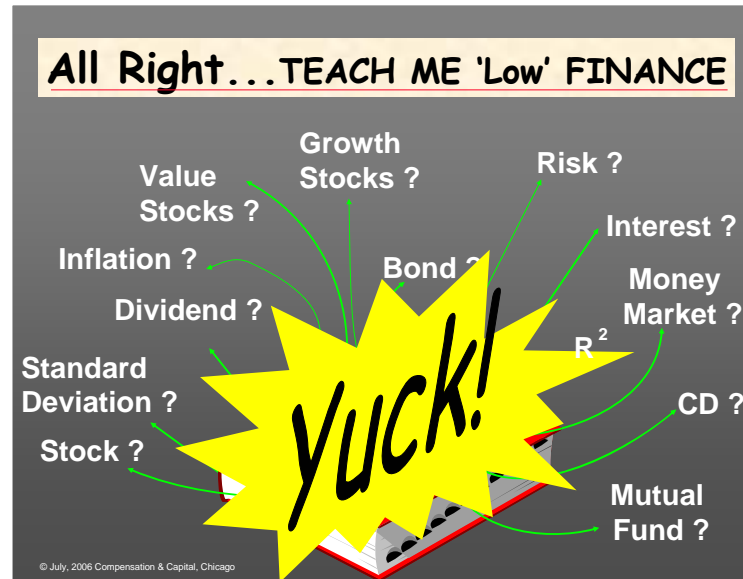 All Right...TEACH ME 'Low' FINANCE
Growth
Stocks ?
Risk ?
Value
Stocks ?
Interest ?
Inflation ?
Bond ?
Money
Market ?
Dividend ?
R²
Standard
Deviation ?
CD ?
Stock ?
Yuck!
Mutual
Fund ?
© July, 2006 Compensation & Capital, Chicago